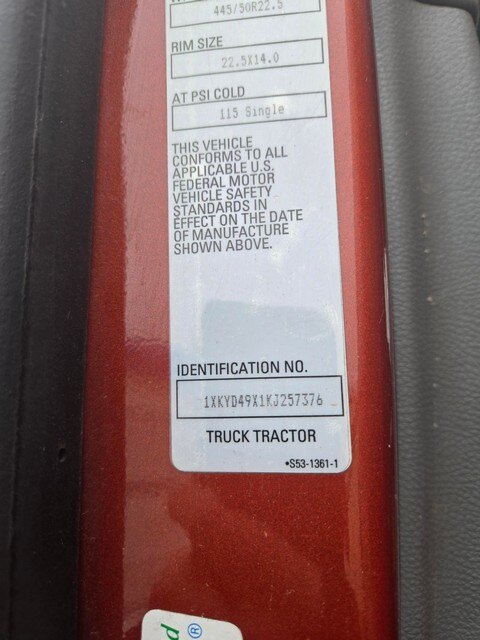 445/50R22.5
RIM SIZE
22.5X14.0
AT PSI COLD
115 Single
THIS VEHICLE
CONFORMS TO ALL
APPLICABLE U.S.
FEDERAL MOTOR
VEHICLE SAFETY
STANDARDS IN
EFFECT ON THE DATE
OF MANUFACTURE
SHOWN ABOVE.
IDENTIFICATION NO.
1XKYD49X1KJ257376
TRUCK TRACTOR
•S53-1361-1
®